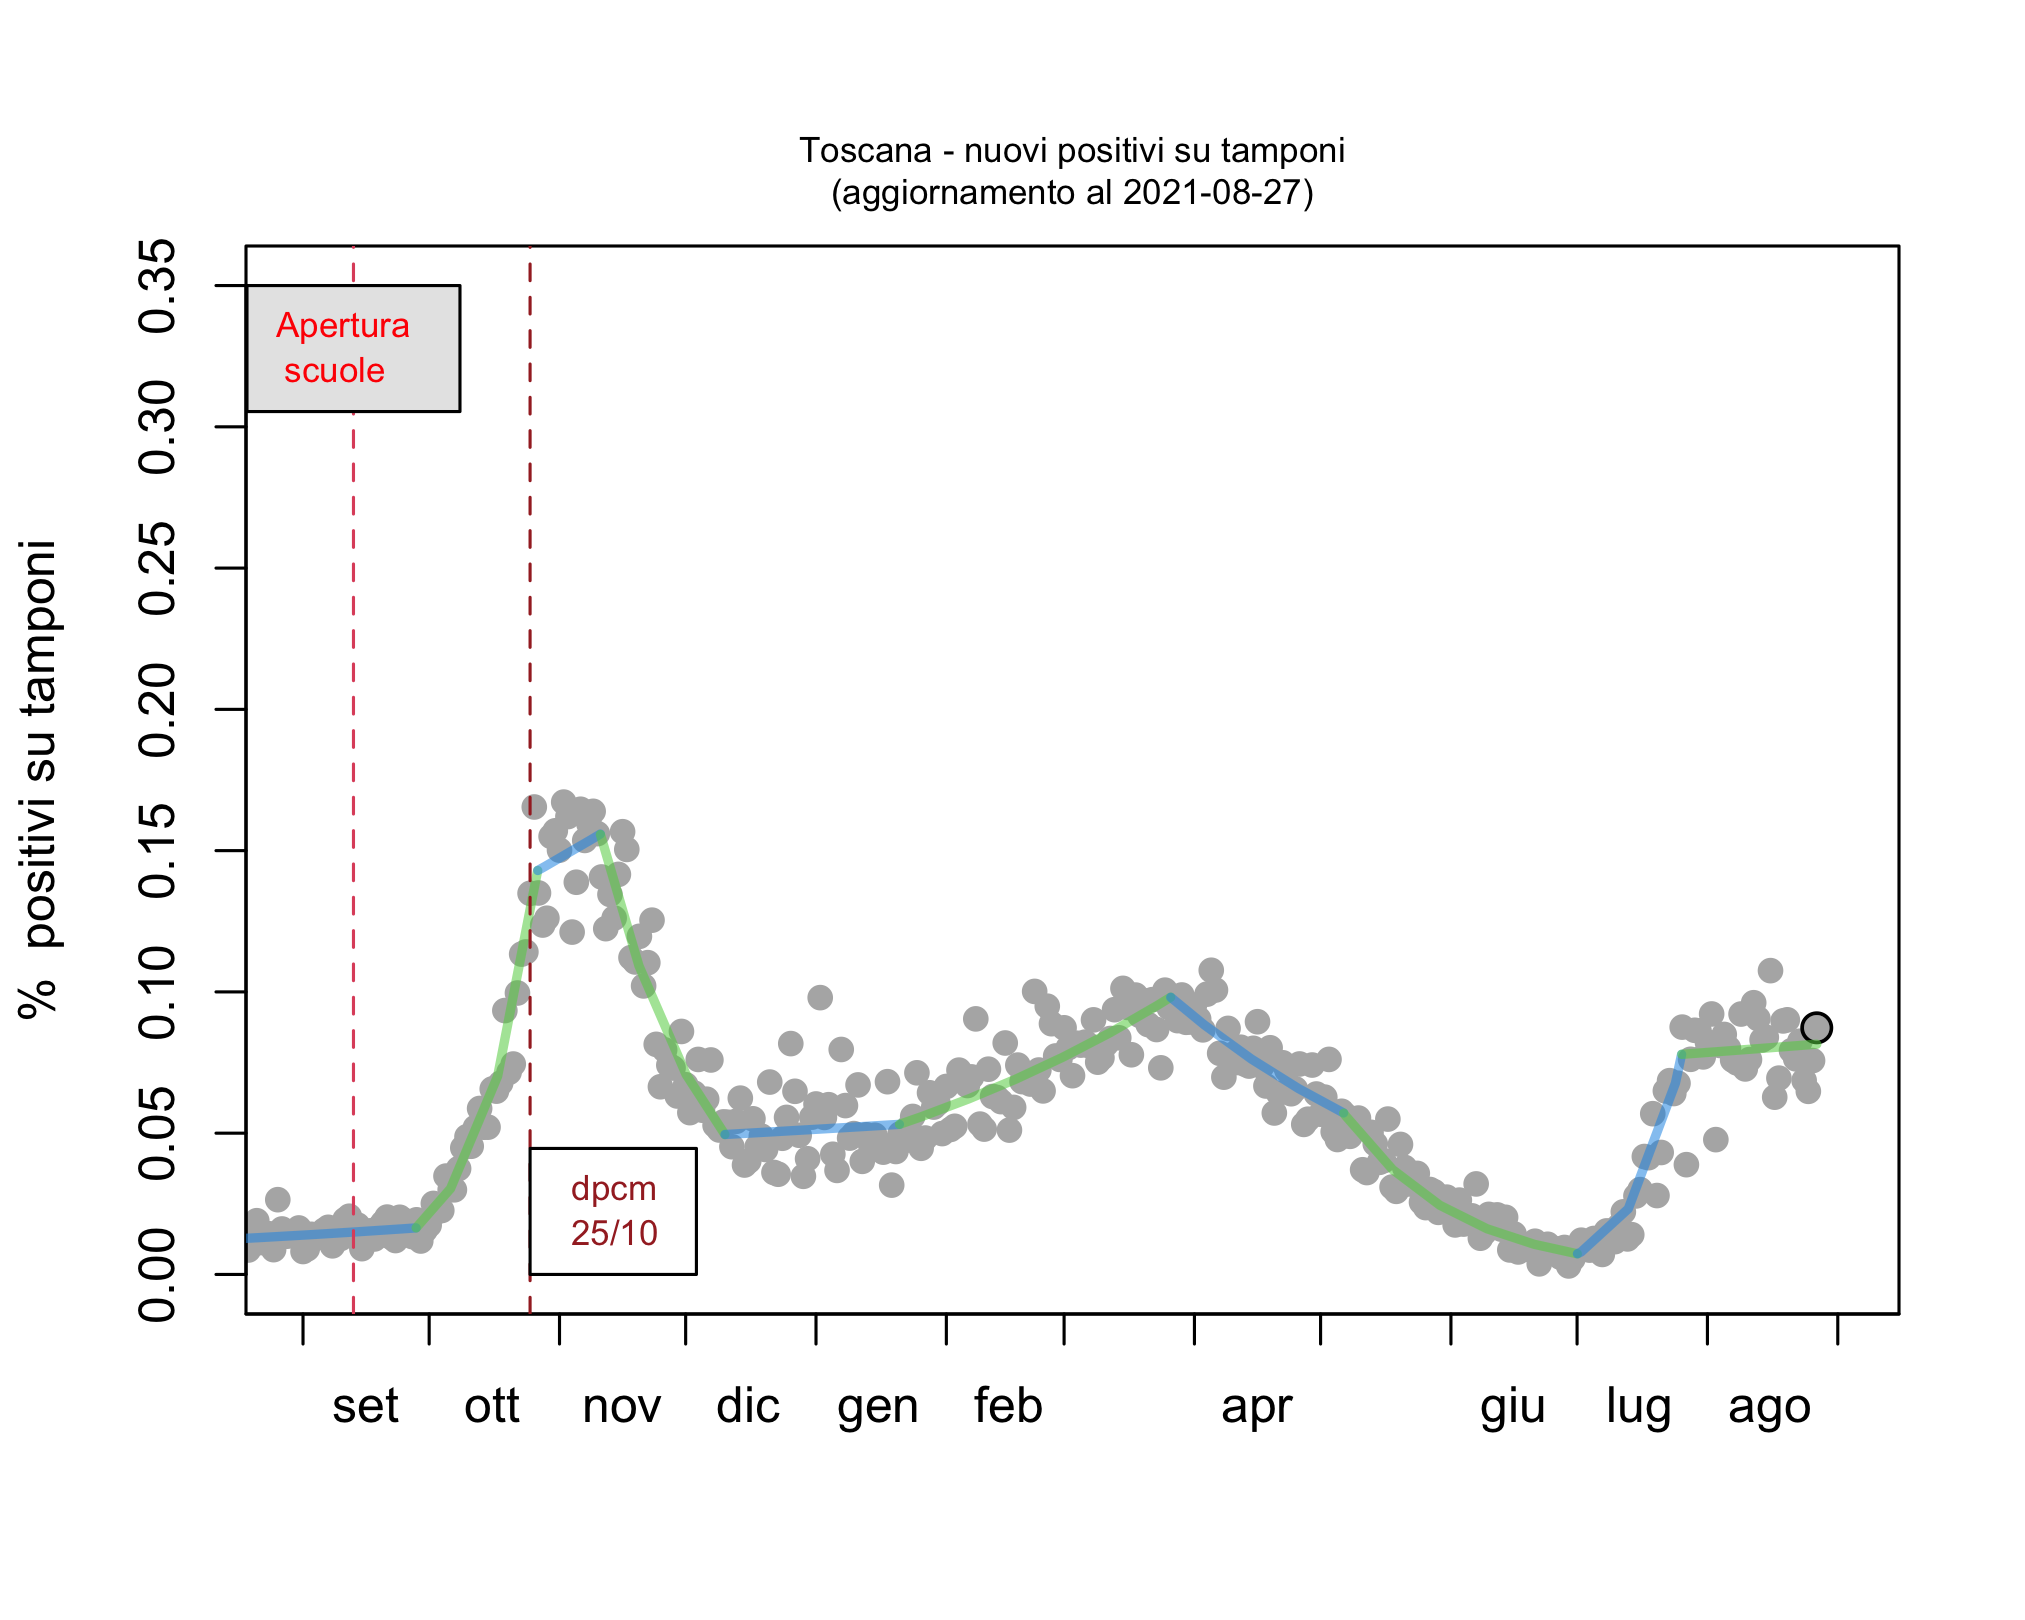 Toscana - nuovi positivi su tamponi
(aggiornamento al 2021-08-27)
% positivi su tamponi
0.35
0.30
0.25
0.20
0.15
0.10
0.05
0.00
Apertura
scuole
dpcm
25/10
set ott nov dic gen feb apr giu lug ago